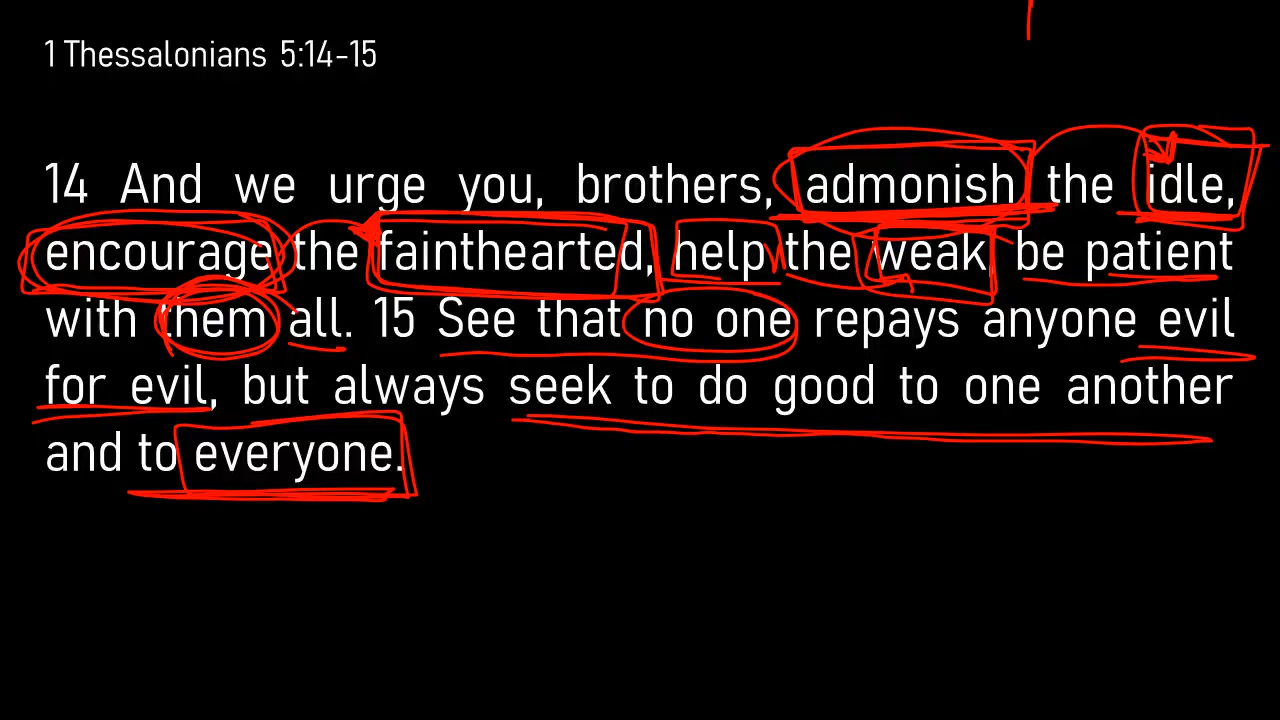 1 Thessalonians 5:14-15
14 And we urge you, brothers, admonish the idle,
encourage the fainthearted, help the weak, be patient
with them all. 15 See that no one repays anyone evil
for evil, but always seek to do good to one another
and to everyone.